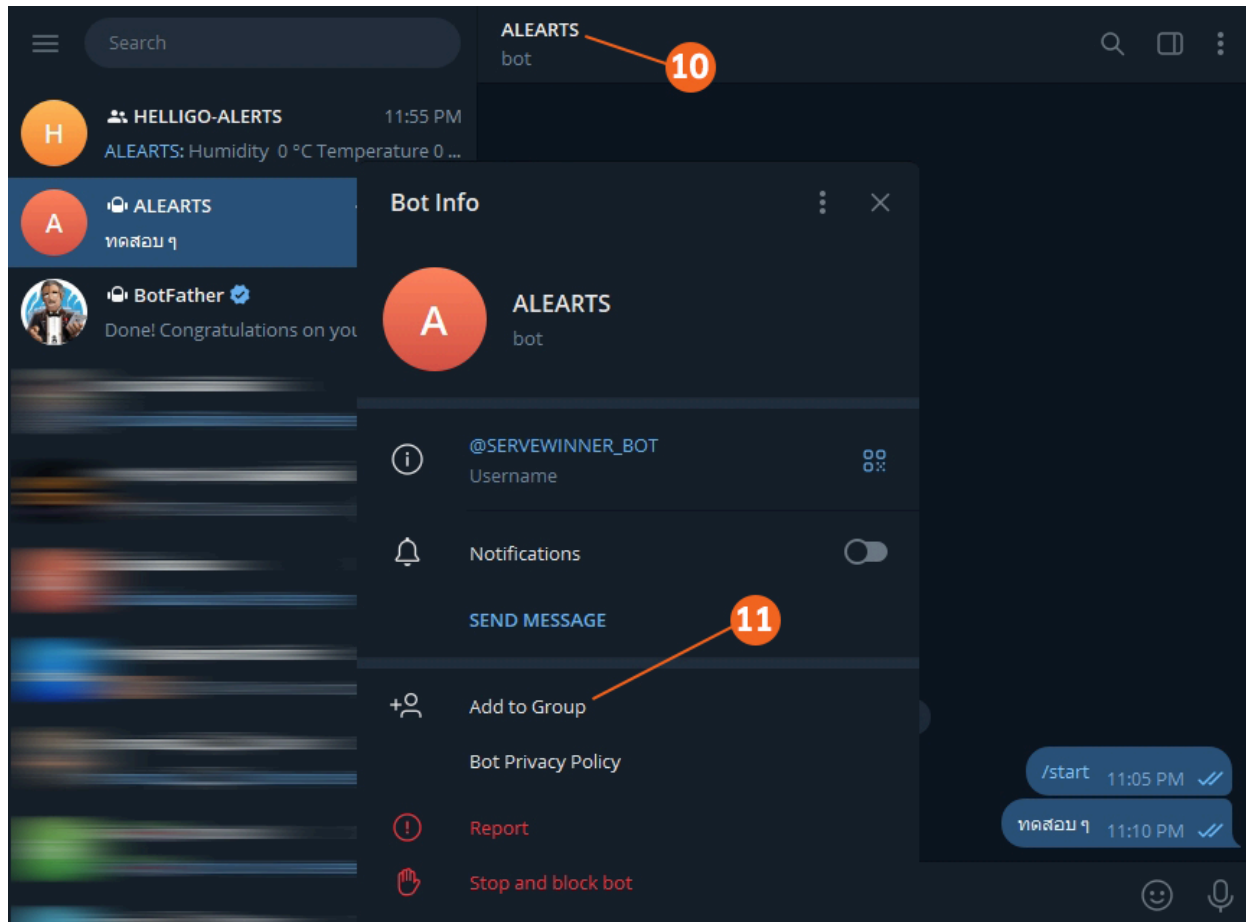 Search
ALEARTS
bot
10
H
HELLIGO-ALERTS 11:55 PM
ALEARTS: Humidity 0 °C Temperature 0 ...
A
ALEARTS
ทดสอบ ๆ
BotFather
Done! Congratulations on you
Bot Info
A
ALEARTS
bot
@SERVEWINNER_BOT
Username
Notifications
SEND MESSAGE
11
Add to Group
Bot Privacy Policy
Report
Stop and block bot
/start 11:05 PM
ทดสอบ ๆ 11:10 PM